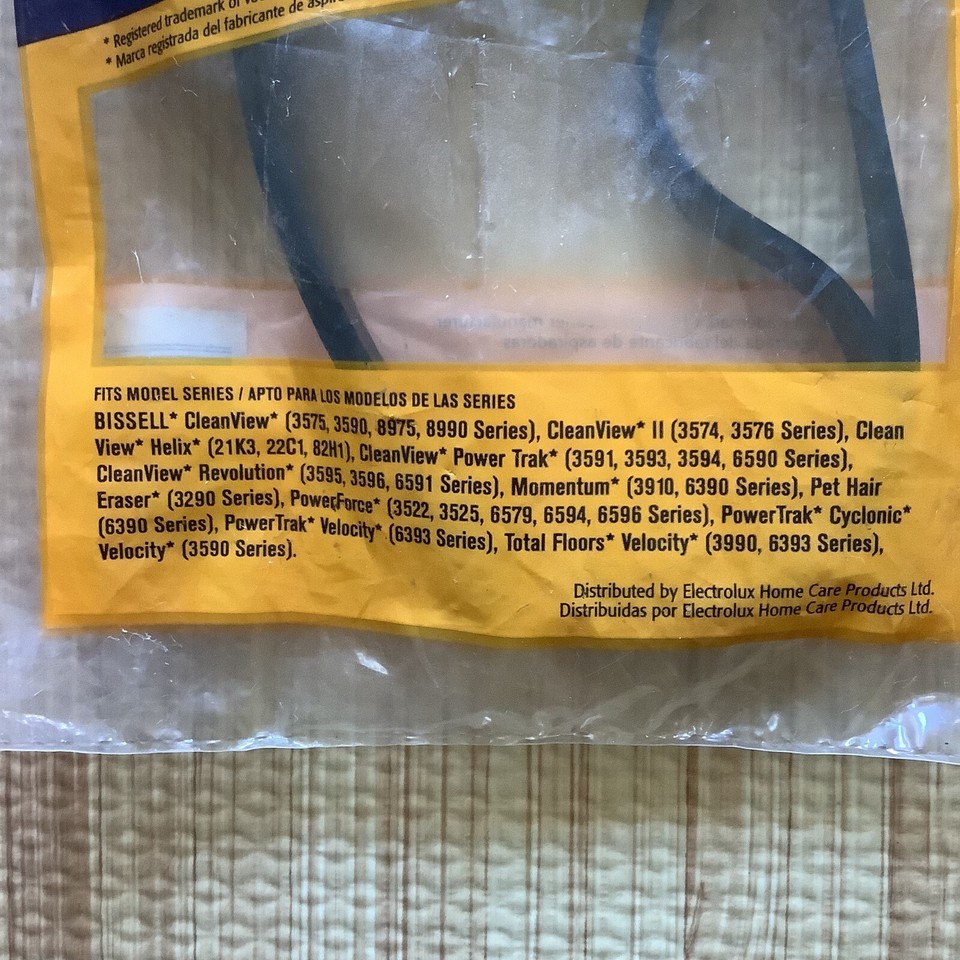 * Registered trademark of
* Marca registrada del fabricante de
FITS MODEL SERIES / APTO PARA LOS MODELOS DE LAS SERIES
BISSELL* CleanView* (3575, 3590, 8975, 8990 Series), CleanView* II (3574, 3576 Series), Clean
View* Helix* (21K3, 22C1, 82H1), CleanView* Power Trak* (3591, 3593, 3594, 6590 Series),
CleanView* Revolution* (3595, 3596, 6591 Series), Momentum* (3910, 6390 Series), Pet Hair
Eraser* (3290 Series), PowerForce* (3522, 3525, 6579, 6594, 6596 Series), PowerTrak* Cyclonic*
(6390 Series), PowerTrak* Velocity* (6393 Series), Total Floors* Velocity* (3990, 6393 Series),
Velocity* (3590 Series).
Distributed by Electrolux Home Care Products Ltd.
Distribuidas por Electrolux Home Care Products Ltd.